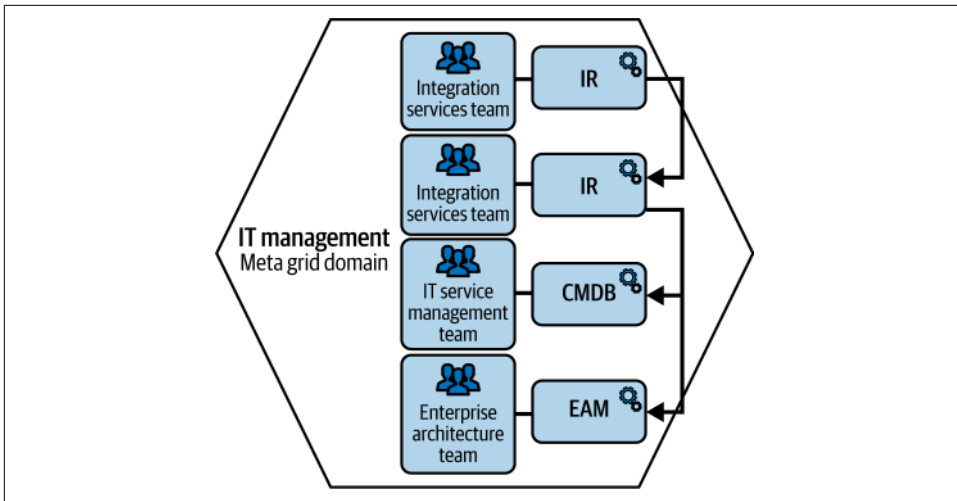 Integration
services team
IR
Integration
services team
IR
IT management
Meta grid domain
IT service
management
team
CMDB
Enterprise
architecture
team
EAM